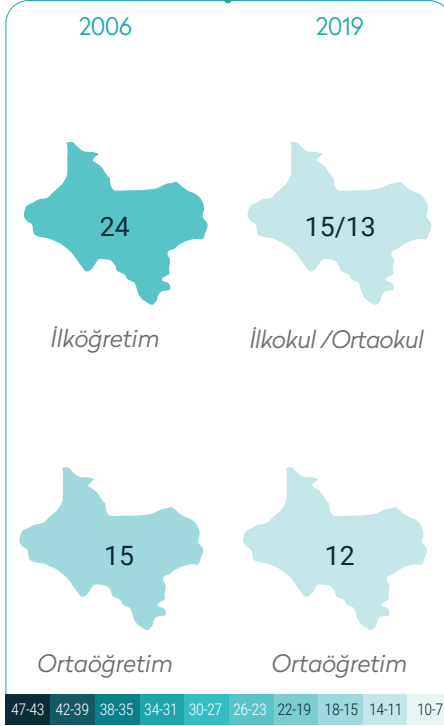 2006 2019
24 15/13
İlköğretim İlkokul /Ortaokul
15 12
Ortaöğretim Ortaöğretim
47-43 42-39 38-35 34-31 30-27 26-23 22-19 18-15 14-11 10-7